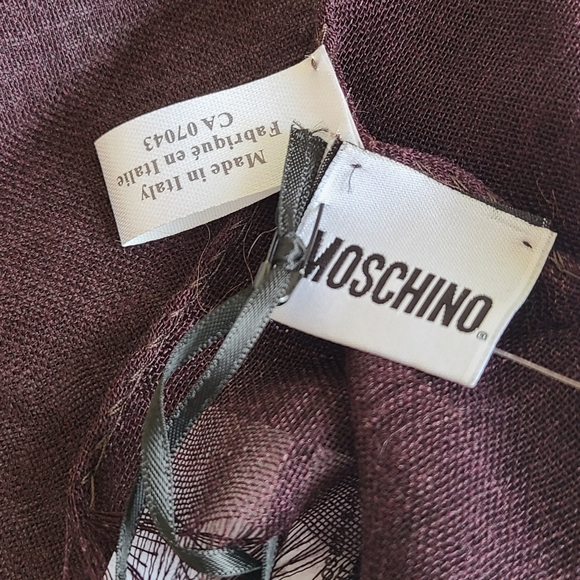 Made in Italy
Fabriqué en Italie
CA 07043
MOSCHINO®